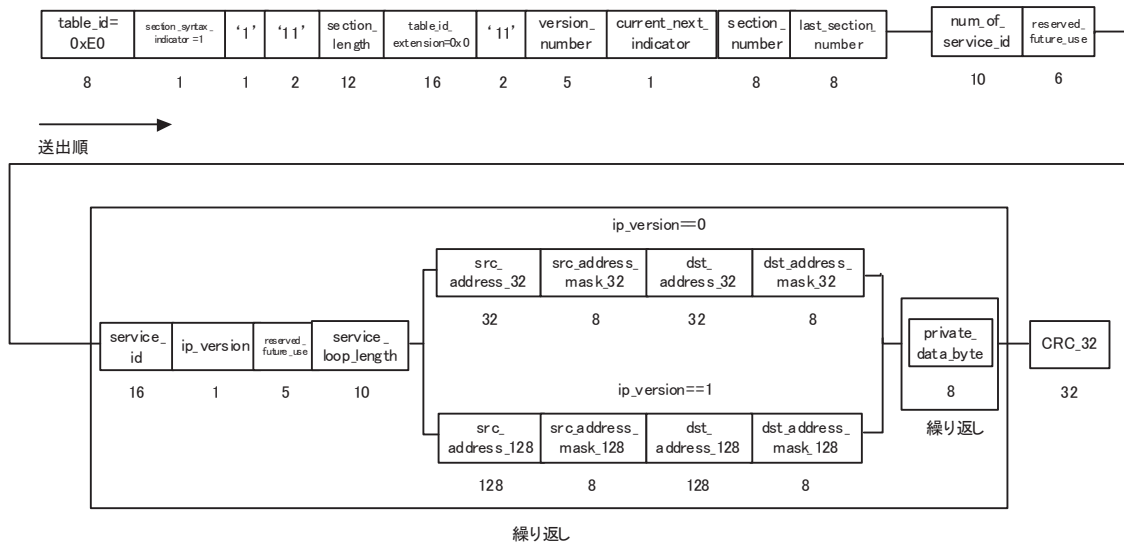 table_id=
0xE0
section_syntax_
indicator=1
'1'
'11'
section_
length
table_id_
extension=0x0
'11'
version_
number
current_next_
indicator
section_
number
last_section_
number
num_of_
service_id
reserved_
future_use
8
1
1
2
12
16
2
5
1
8
8
10
6
送出順
ip_version==0
src_
address_32
src_address_
mask_32
dst_
address_32
dst_address_
mask_32
32
8
32
8
service_
id
ip_version
reserved_
future_use
service_
loop_length
private_
data_byte
CRC_32
16
1
5
10
8
32
ip_version==1
繰り返し
src_
address_128
src_address_
mask_128
dst_
address_128
dst_address_
mask_128
128
8
128
8
繰り返し